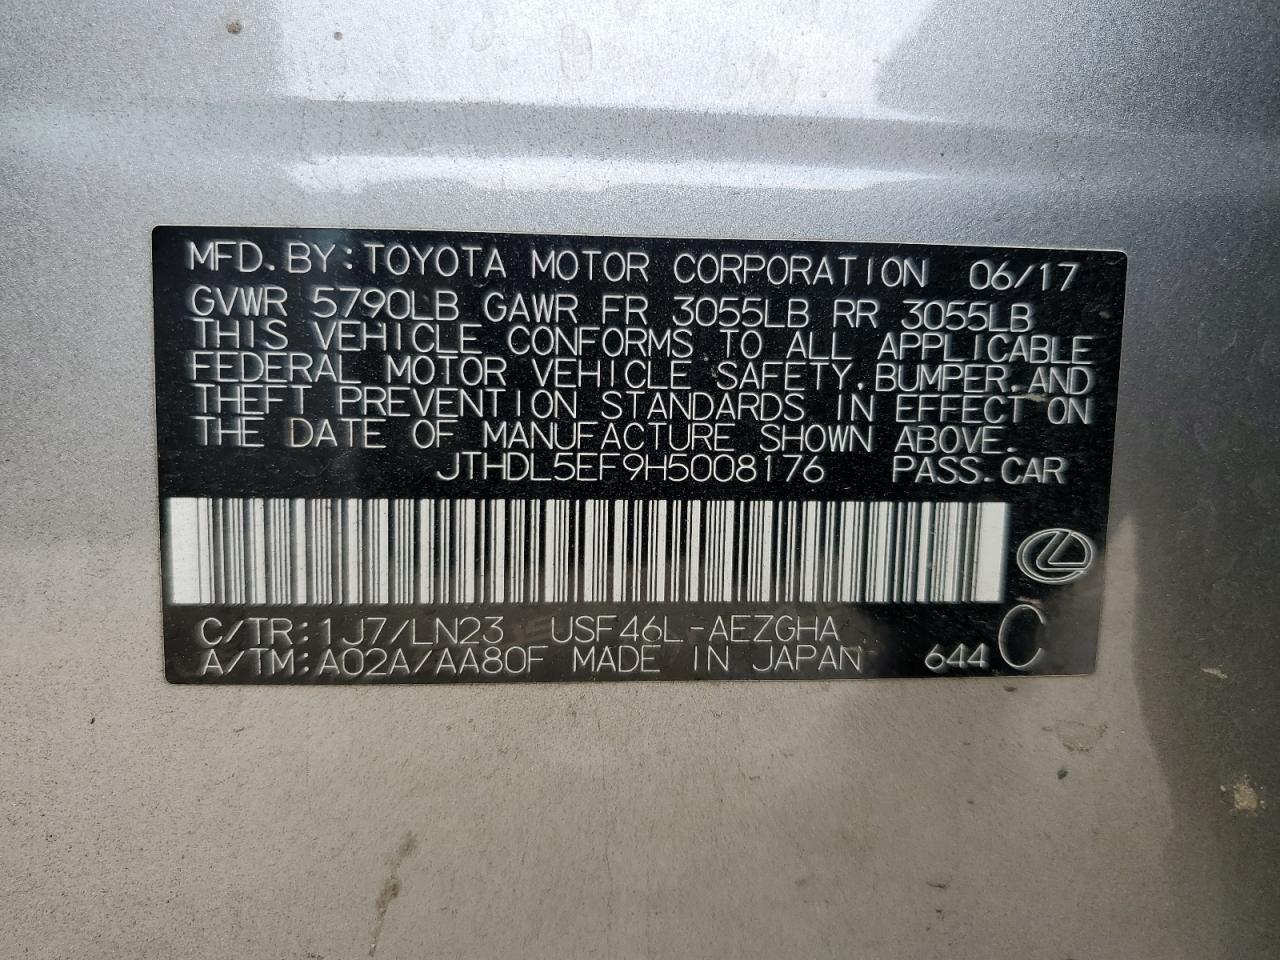 MFD. BY: TOYOTA MOTOR CORPORATION 06/17
GVWR 5790LB GAWR FR 3055LB RR 3055LB
THIS VEHICLE CONFORMS TO ALL APPLICABLE
FEDERAL MOTOR VEHICLE SAFETY, BUMPER, AND
THEFT PREVENTION STANDARDS IN EFFECT ON
THE DATE OF MANUFACTURE SHOWN ABOVE.
JTHDL5EF9H5008176 PASS. CAR
C/TR: 1J7/LN23 USF46L-AEZGHA
A/TM: A02A/AA80F MADE IN JAPAN 644 C